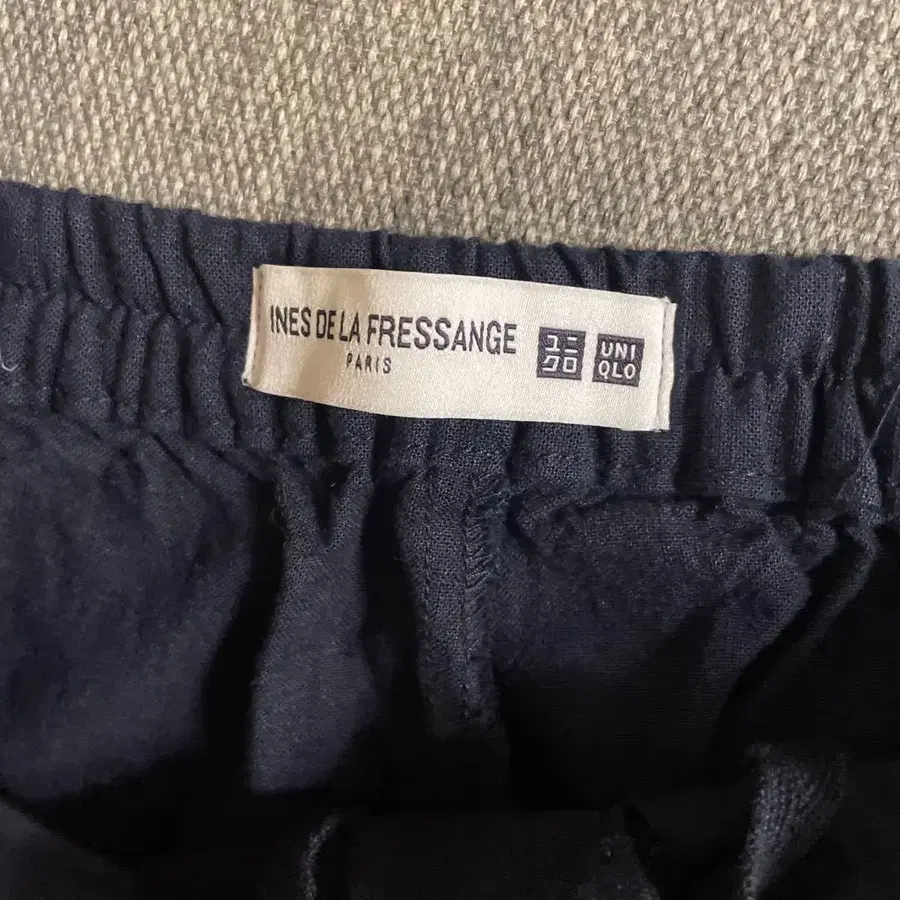 INES DE LA FRESSANGE
PARIS
ユニ
クロ
UNI
QLO